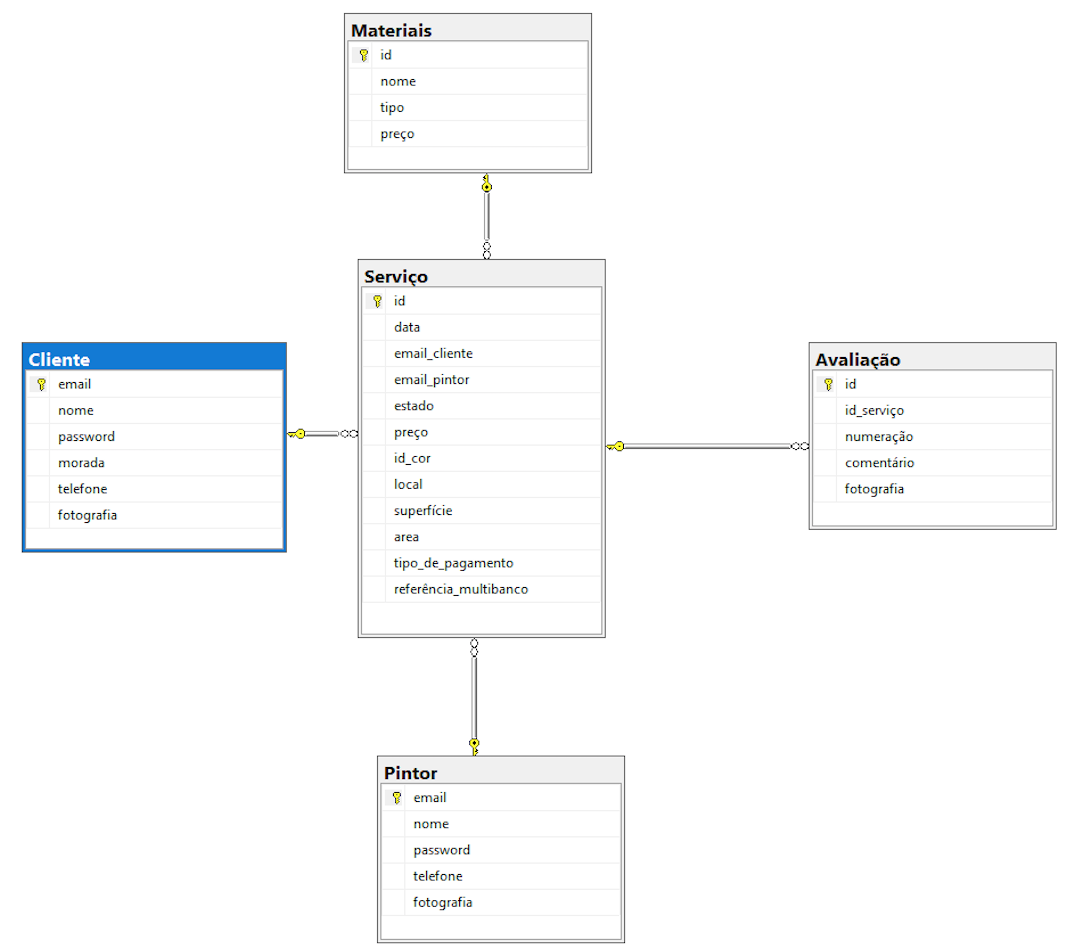 Materiais
id
nome
tipo
preço
Serviço
id
data
email_cliente
email_pintor
estado
preço
id_cor
local
superfície
area
tipo_de_pagamento
referência_multibanco
Cliente
email
nome
password
morada
telefone
fotografia
Avaliação
id
id_serviço
numeração
comentário
fotografia
Pintor
email
nome
password
telefone
fotografia